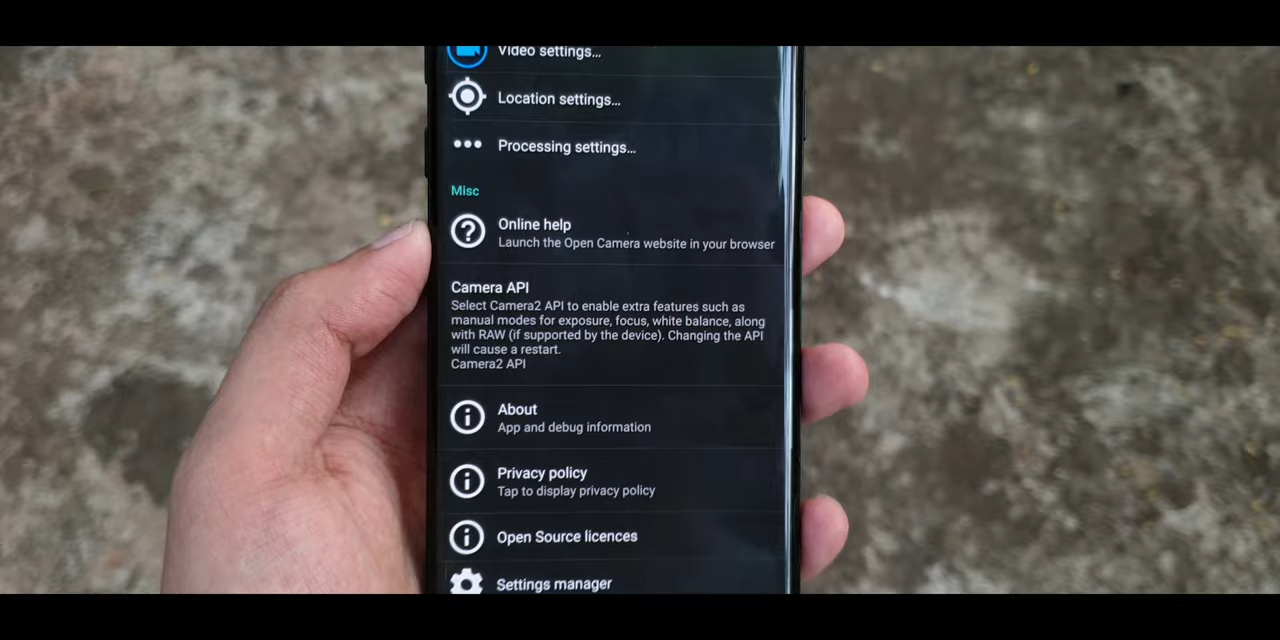 Video settings...
Location settings...
Processing settings...
Misc
Online help
Launch the Open Camera website in your browser
Camera API
Select Camera2 API to enable extra features such as
manual modes for exposure, focus, white balance, along
with RAW (if supported by the device). Changing the API
will cause a restart.
Camera2 API
About
App and debug information
Privacy policy
Tap to display privacy policy
Open Source licences
Settings manager